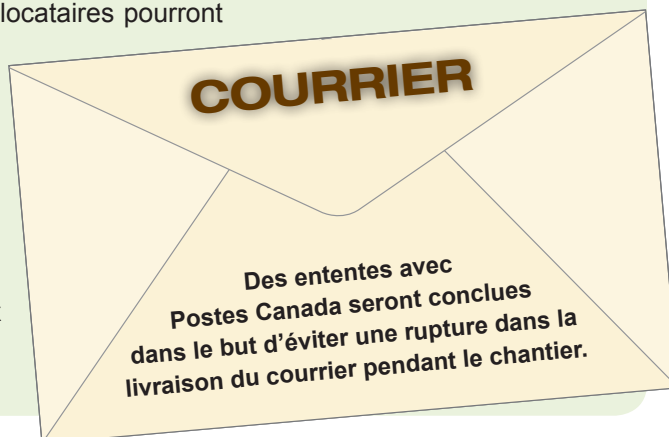 locataires pourront
COURRIER
Des ententes avec
Postes Canada seront conclues
dans le but d'éviter une rupture dans la
livraison du courrier pendant le chantier.